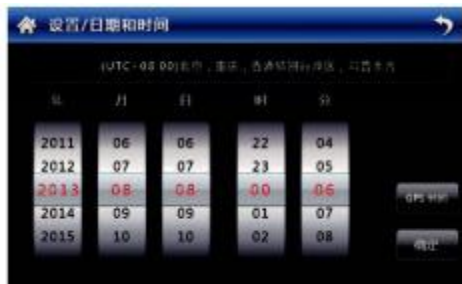 设置/日期和时间
(UTC-08:00)北京，重庆，香港特别行政区，乌鲁木齐
年 月 日 时 分
2011 06 06 22 04
2012 07 07 23 05
2013 08 08 00 06
2014 09 09 01 07
GPS 时间
2015 10 10 02 08
确定